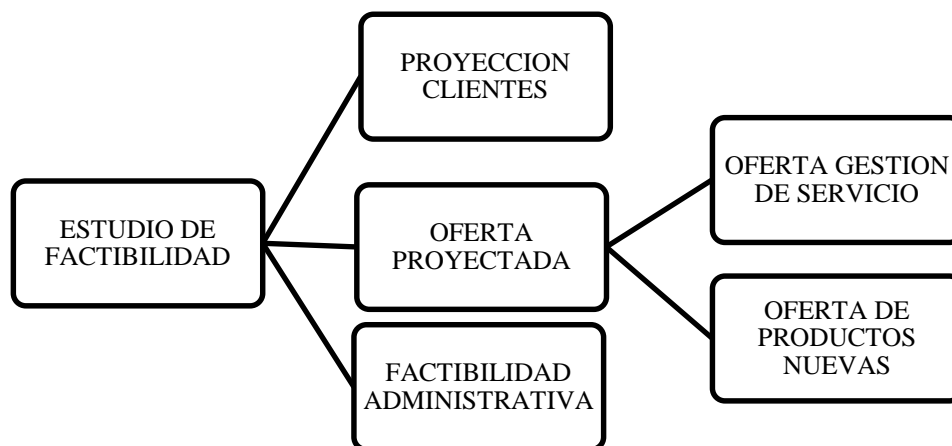 ESTUDIO DE
FACTIBILIDAD
PROYECCION
CLIENTES
OFERTA
PROYECTADA
FACTIBILIDAD
ADMINISTRATIVA
OFERTA GESTION
DE SERVICIO
OFERTA DE
PRODUCTOS
NUEVAS